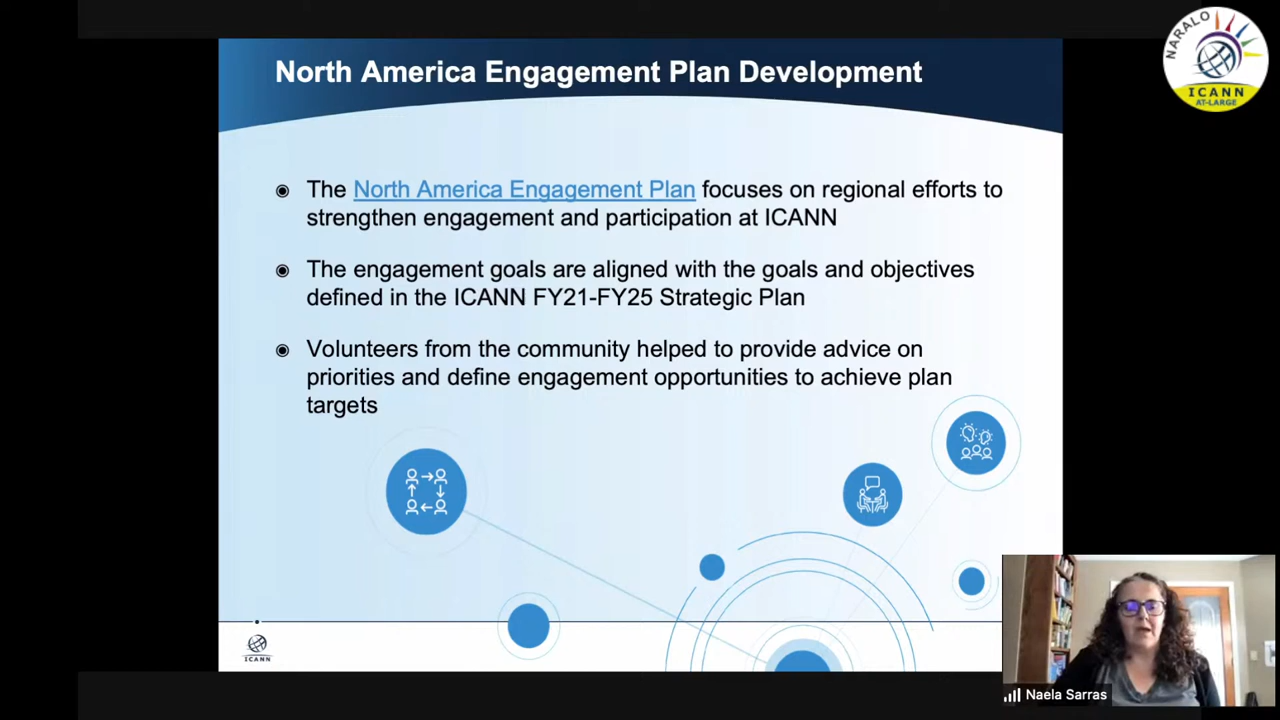 North America Engagement Plan Development
NARALO
ICANN
AT-LARGE
The North America Engagement Plan focuses on regional efforts to
strengthen engagement and participation at ICANN
The engagement goals are aligned with the goals and objectives
defined in the ICANN FY21-FY25 Strategic Plan
Volunteers from the community helped to provide advice on
priorities and define engagement opportunities to achieve plan
targets
ICANN
Naela Sarras